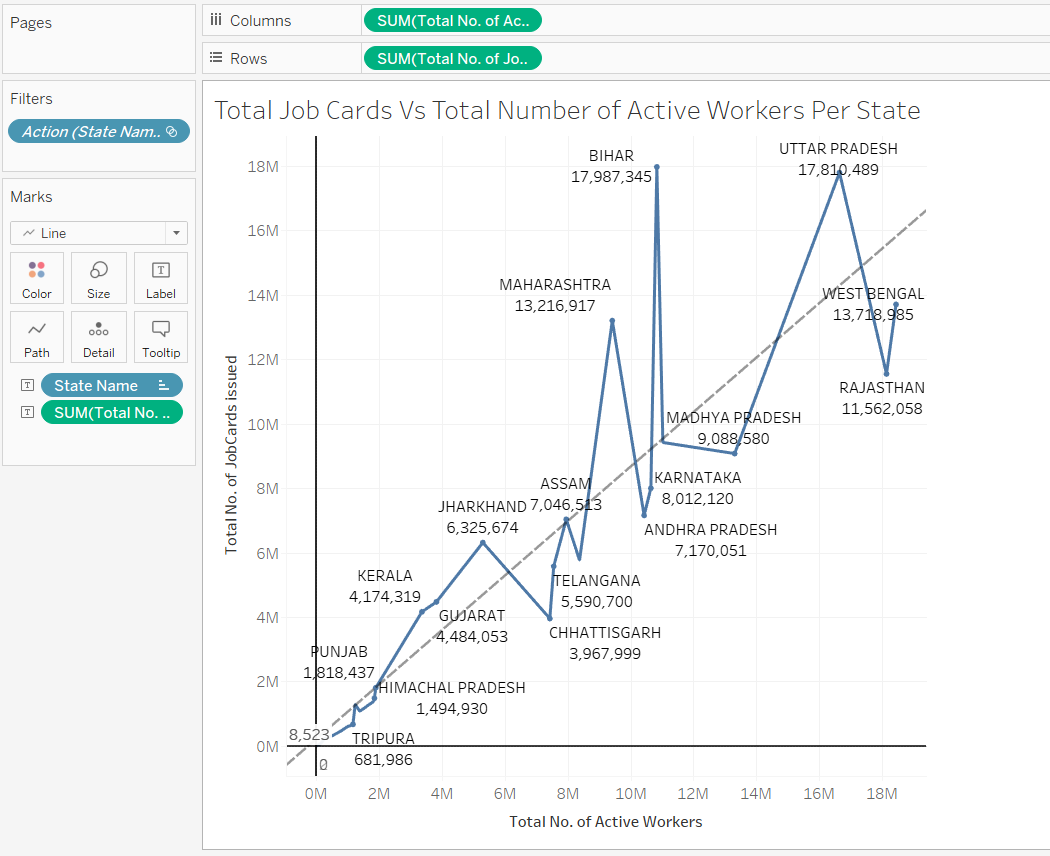 Pages
Columns
SUM(Total No. of Ac..
Rows
SUM(Total No. of Jo..
Filters
Action (State Nam..
Marks
Line
Color
Size
Label
Path
Detail
Tooltip
State Name
SUM(Total No. ..
Total Job Cards Vs Total Number of Active Workers Per State
Total No. of JobCards issued
18M
16M
14M
12M
10M
8M
6M
4M
2M
0M
BIHAR
17,987,345
UTTAR PRADESH
17,810,489
MAHARASHTRA
13,216,917
WEST BENGAL
13,718,985
RAJASTHAN
11,562,058
MADHYA PRADESH
9,088,580
KARNATAKA
8,012,120
ASSAM
7,046,513
JHARKHAND
6,325,674
ANDHRA PRADESH
7,170,051
KERALA
4,174,319
TELANGANA
5,590,700
GUJARAT
4,484,053
CHHATTISGARH
3,967,999
PUNJAB
1,818,437
HIMACHAL PRADESH
1,494,930
8,523
TRIPURA
681,986
0
0M
2M
4M
6M
8M
10M
12M
14M
16M
18M
Total No. of Active Workers